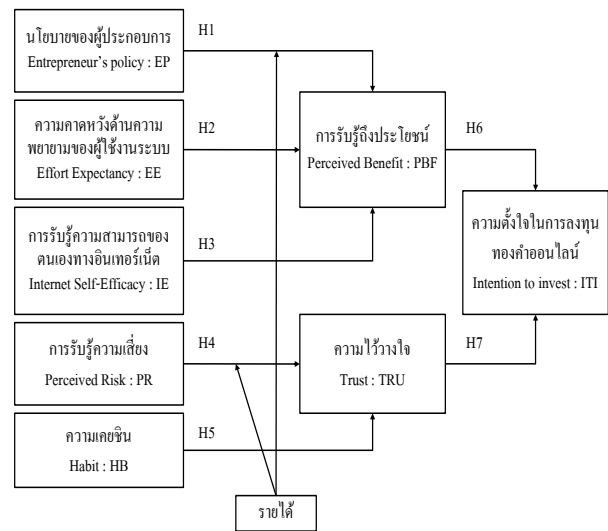 นโยบายของผู้ประกอบการ
Entrepreneur's policy : EP
H1
ความคาดหวังด้านความ
พยายามของผู้ใช้งานระบบ
Effort Expectancy : EE
H2
การรับรู้ความสามารถของ
ตนเองทางอินเทอร์เน็ต
Internet Self-Efficacy : IE
H3
การรับรู้ความเสี่ยง
Perceived Risk : PR
H4
ความเคยชิน
Habit : HB
H5
การรับรู้ถึงประโยชน์
Perceived Benefit : PBF
H6
ความไว้วางใจ
Trust : TRU
H7
ความตั้งใจในการลงทุน
ทองคำออนไลน์
Intention to invest : ITI
รายได้